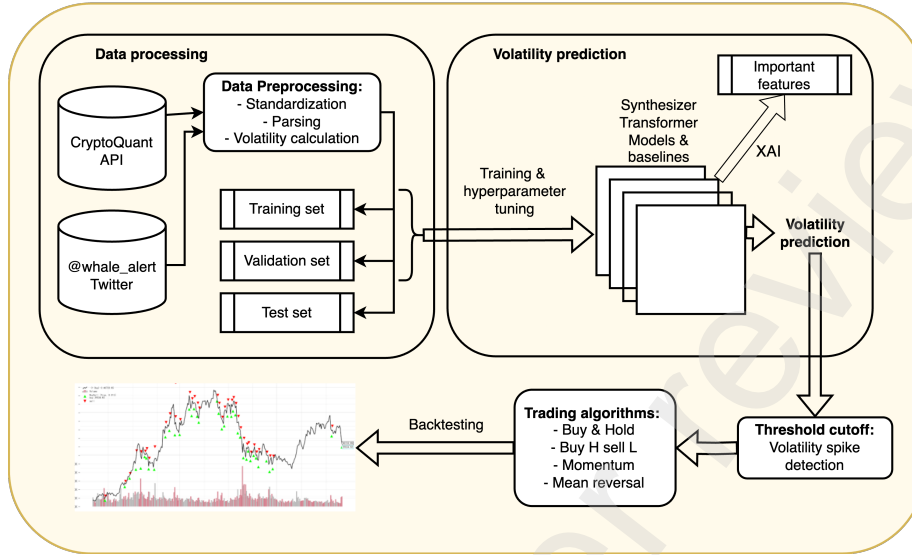 Data processing
Volatility prediction
CryptoQuant
API
Data Preprocessing:
- Standardization
- Parsing
- Volatility calculation
@whale_alert
Twitter
Training set
Validation set
Test set
Training &
hyperparameter
tuning
Synthesizer
Transformer
Models &
baselines
Important
features
XAI
Volatility
prediction
Threshold cutoff:
Volatility spike
detection
Trading algorithms:
- Buy & Hold
- Buy H sell L
- Momentum
- Mean reversal
Backtesting
er review